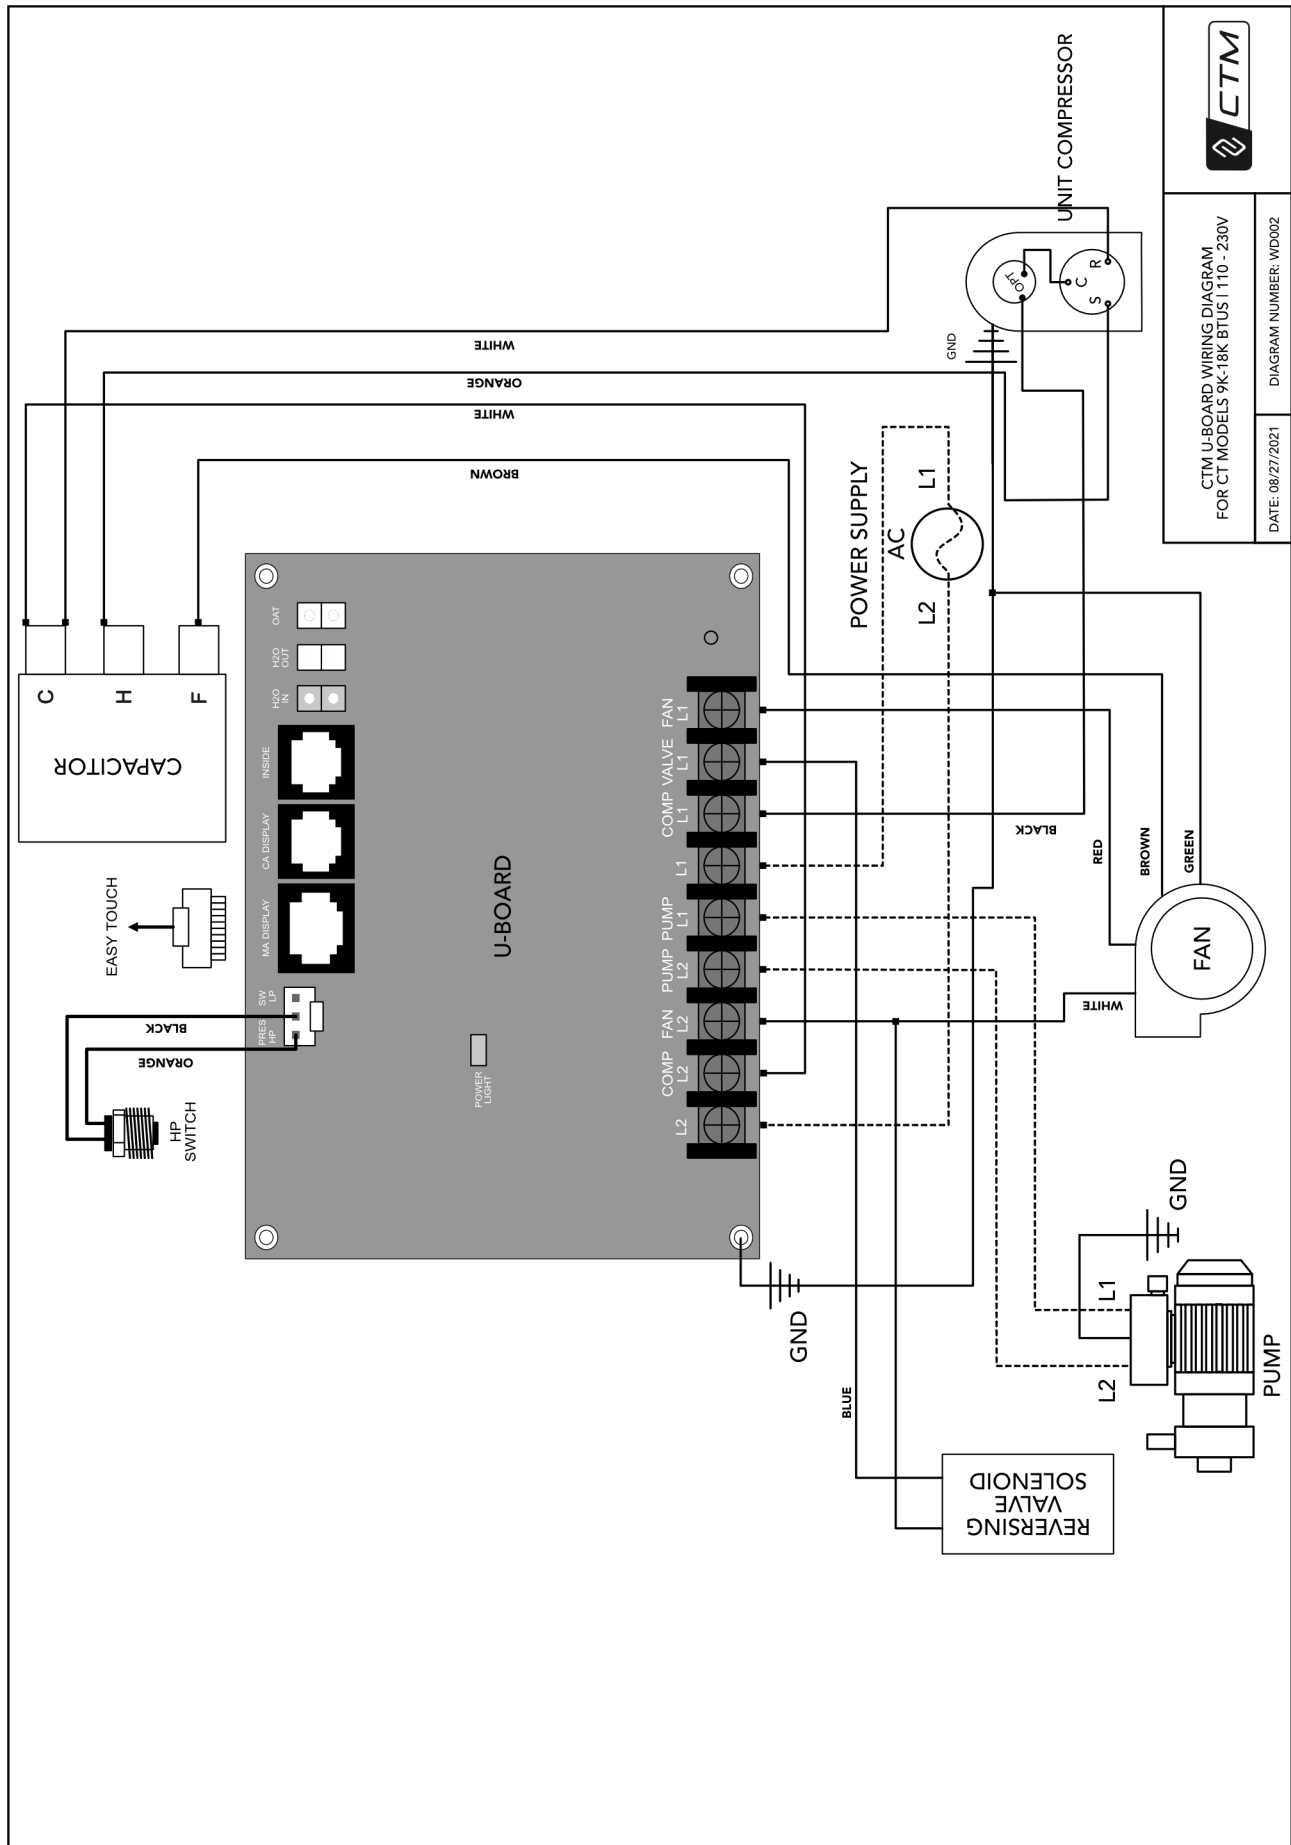 C
H
F
CAPACITOR
EASY TOUCH
BLACK
ORANGE
HP
SWITCH
WHITE
ORANGE
WHITE
BROWN
OAT
H2O
OUT
H2O
IN
INSIDE
CA DISPLAY
MA DISPLAY
PRES SW
HP LP
POWER
LIGHT
U-BOARD
L2
COMP
L2
FAN
L2
PUMP
L2
PUMP
L1
L1
COMP
L1
VALVE
L1
FAN
L1
GND
POWER SUPPLY
AC
L2
L1
GND
UNIT COMPRESSOR
OPT
C
S
R
BLUE
REVERSING
VALVE
SOLENOID
BLACK
RED
BROWN
GREEN
WHITE
FAN
L2
L1
GND
PUMP
CTM U-BOARD WIRING DIAGRAM
FOR CT MODELS 9K-18K BTUS | 110 - 230V
DATE: 08/27/2021
DIAGRAM NUMBER: WD002
CTM